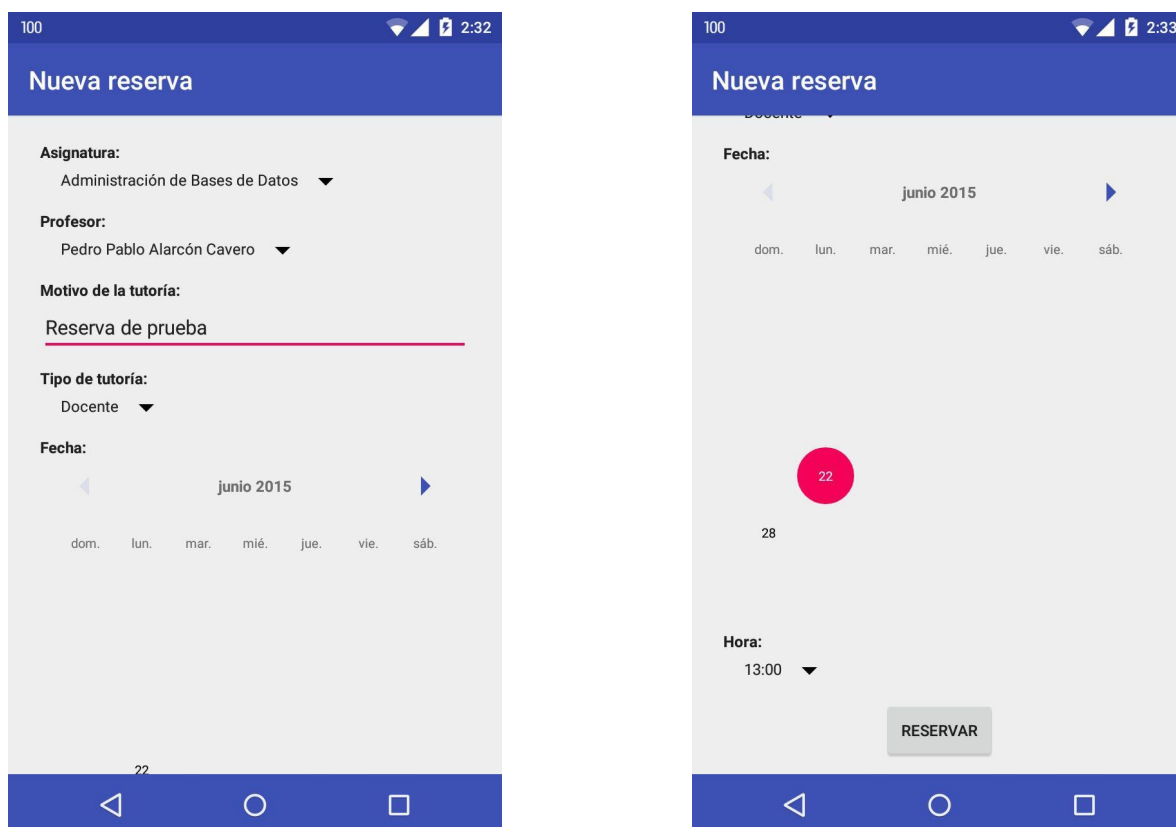 100 2:32
Nueva reserva
Asignatura:
Administración de Bases de Datos
Profesor:
Pedro Pablo Alarcón Cavero
Motivo de la tutoría:
Reserva de prueba
Tipo de tutoría:
Docente
Fecha:
junio 2015
dom. lun. mar. mié. jue. vie. sáb.
22
100 2:33
Nueva reserva
Docente
Fecha:
junio 2015
dom. lun. mar. mié. jue. vie. sáb.
22
28
Hora:
13:00
RESERVAR